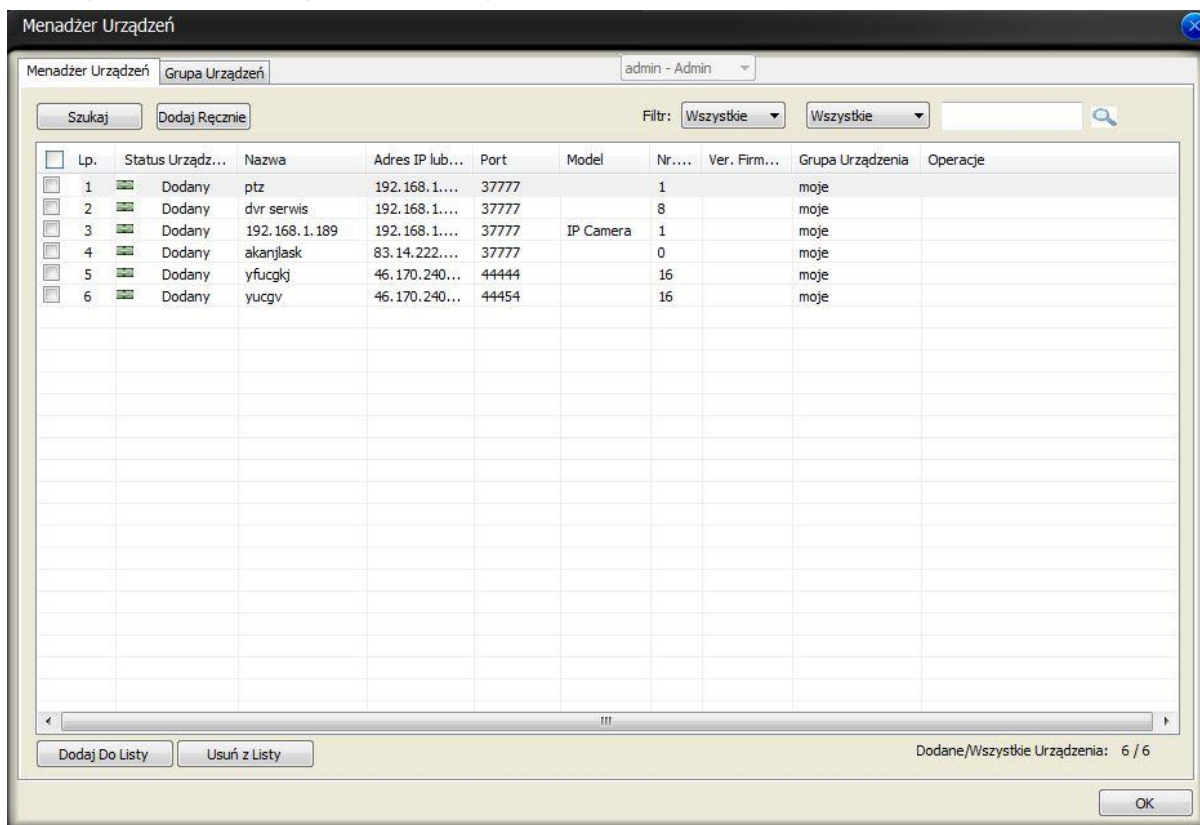 Menadżer Urządzeń
Menadżer Urządzeń Grupa Urządzeń admin - Admin
Szukaj Dodaj Ręcznie Filtr: Wszystkie Wszystkie
Lp. Status Urządz... Nazwa Adres IP lub... Port Model Nr.... Ver. Firm... Grupa Urządzenia Operacje
1 Dodany ptz 192.168.1.... 37777 1 moje
2 Dodany dvr serwis 192.168.1.... 37777 8 moje
3 Dodany 192.168.1.189 192.168.1.... 37777 IP Camera 1 moje
4 Dodany akanjlask 83.14.222.... 37777 0 moje
5 Dodany yfucgkj 46.170.240... 44444 16 moje
6 Dodany yucgv 46.170.240... 44454 16 moje
Dodaj Do Listy Usuń z Listy Dodane/Wszystkie Urządzenia: 6 / 6
OK